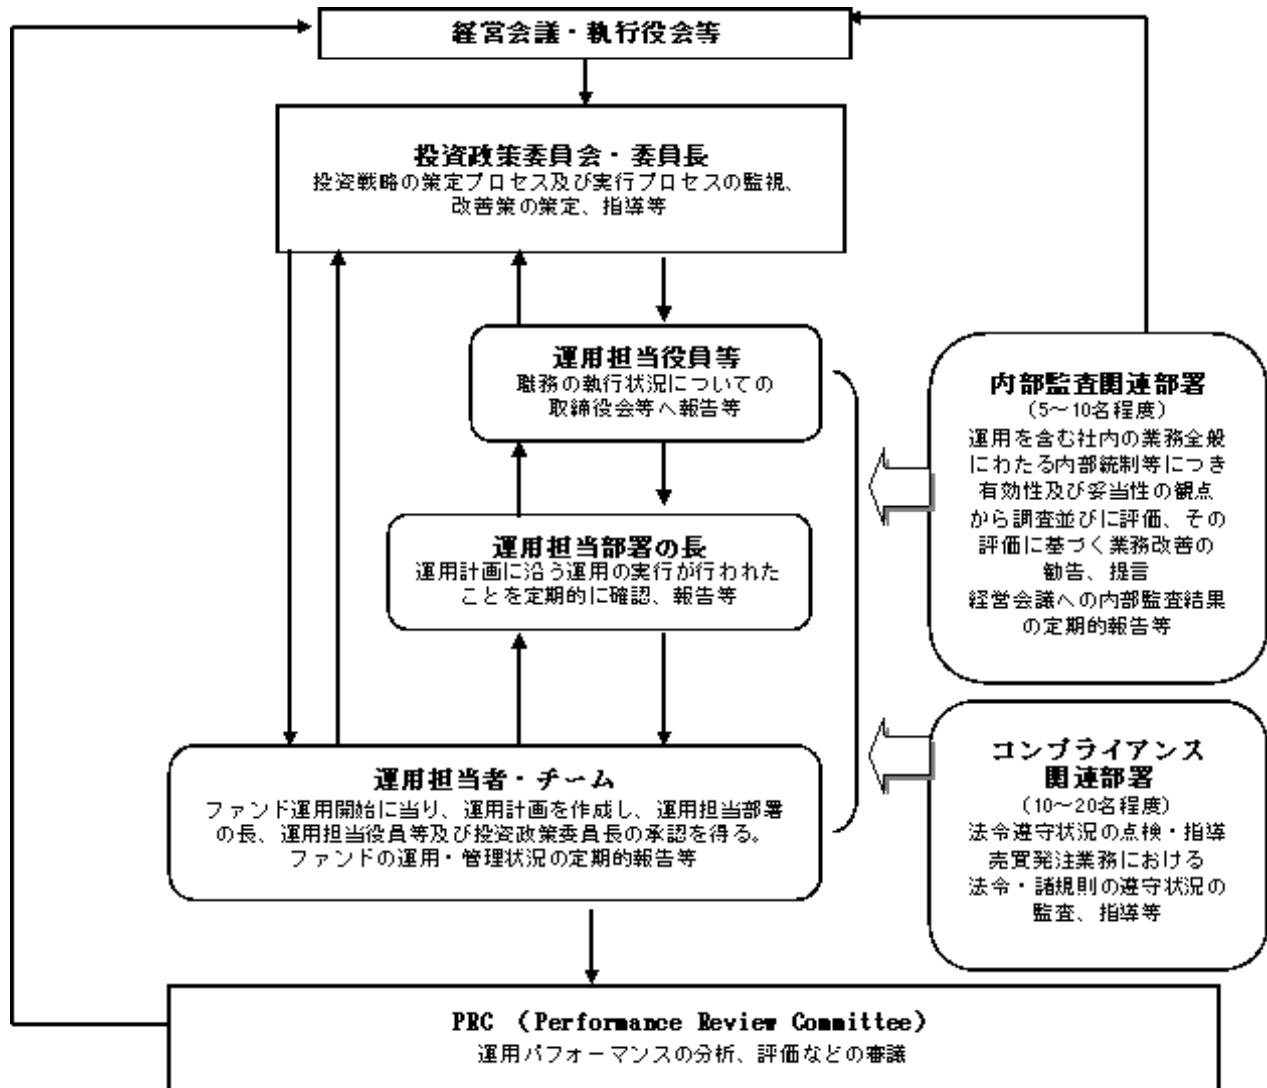 経営会議・執行役会等
投資政策委員会・委員長
投資戦略の策定プロセス及び実行プロセスの監視、
改善策の策定、指導等
運用担当役員等
職務の執行状況についての
取締役会等へ報告等
運用担当部署の長
運用計画に沿う運用の実行が行われた
ことを定期的に確認、報告等
運用担当者・チーム
ファンド運用開始に当り、運用計画を作成し、運用担当部署
の長、運用担当役員等及び投資政策委員長の承認を得る。
ファンドの運用・管理状況の定期的報告等
内部監査関連部署
(5～10名程度)
運用を含む社内の業務全般
にわたる内部統制等につき
有効性及び妥当性の観点
から調査並びに評価、その
評価に基づく業務改善の
勧告、提言
経営会議への内部監査結果
の定期的報告等
コンプライアンス
関連部署
(10～20名程度)
法令遵守状況の点検・指導
売買発注業務における
法令・諸規則の遵守状況の
監査、指導等
PRC （Performance Review Committee）
運用パフォーマンスの分析、評価などの審議